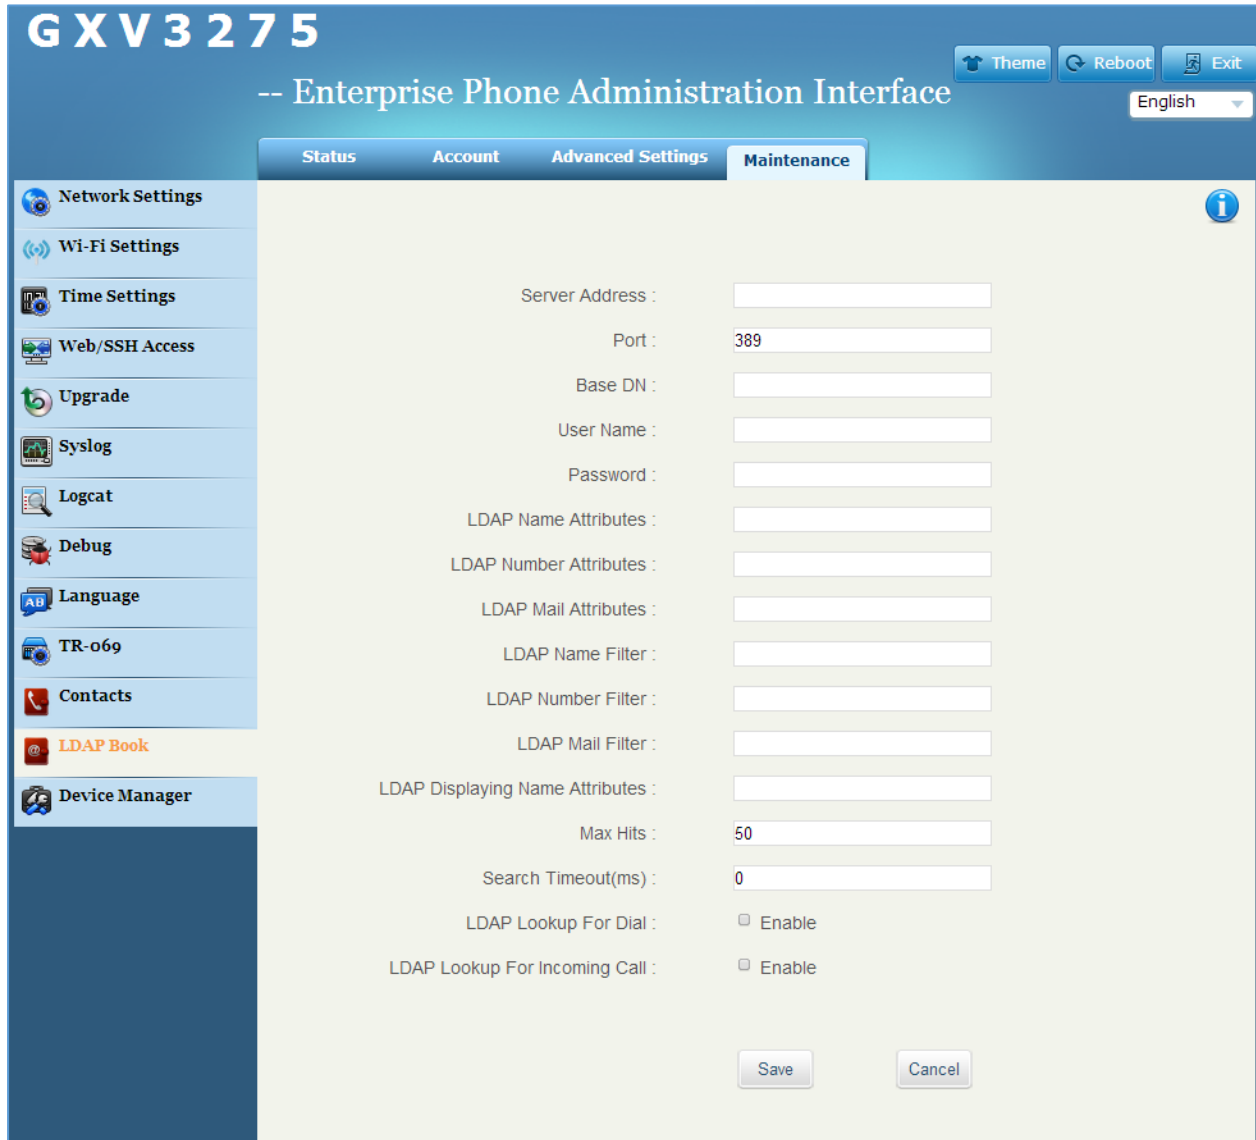 GXV3275
-- Enterprise Phone Administration Interface
Theme Reboot Exit
English
Status Account Advanced Settings Maintenance
Network Settings
Wi-Fi Settings
Time Settings
Web/SSH Access
Upgrade
Syslog
Logcat
Debug
Language
TR-069
Contacts
LDAP Book
Device Manager
Server Address :
Port : 389
Base DN :
User Name :
Password :
LDAP Name Attributes :
LDAP Number Attributes :
LDAP Mail Attributes :
LDAP Name Filter :
LDAP Number Filter :
LDAP Mail Filter :
LDAP Displaying Name Attributes :
Max Hits : 50
Search Timeout(ms) : 0
LDAP Lookup For Dial : Enable
LDAP Lookup For Incoming Call : Enable
Save Cancel